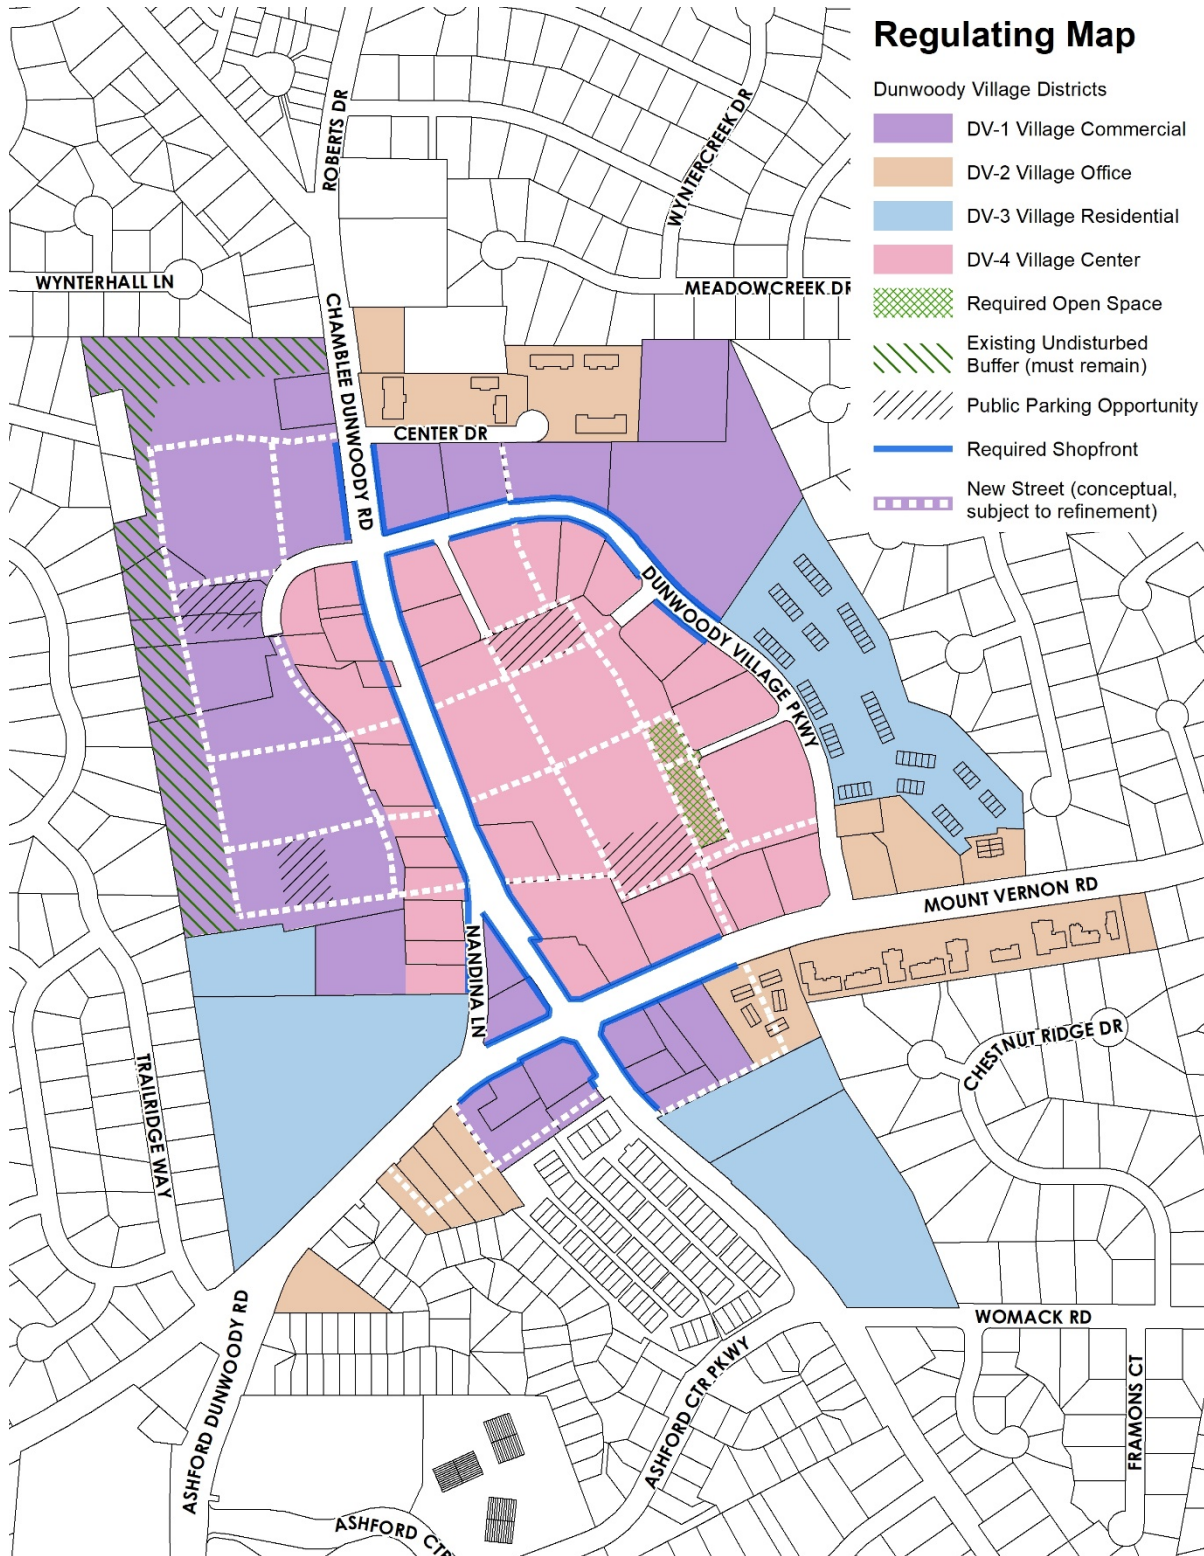 Regulating Map
Dunwoody Village Districts
DV-1 Village Commercial
DV-2 Village Office
DV-3 Village Residential
DV-4 Village Center
Required Open Space
Existing Undisturbed
Buffer (must remain)
Public Parking Opportunity
Required Shopfront
New Street (conceptual,
subject to refinement)
ROBERTS DR
WYNTERCREEK DR
WYNTERHALL LN
MEADOWCREEK DR
CHAMBLEE DUNWOODY RD
CENTER DR
DUNWOODY VILLAGE PKWY
MOUNT VERNON RD
NANDINA LN
CHESTNUT RIDGE DR
TRAILRIDGE WAY
WOMACK RD
ASHFORD DUNWOODY RD
ASHFORD CTR PKWY
FRAMONS CT
ASHFORD CTR